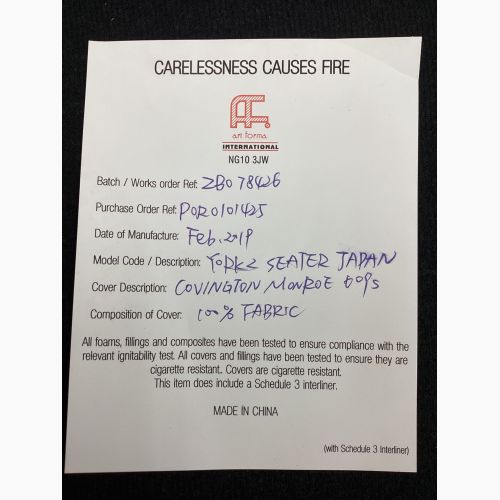 CARELESSNESS CAUSES FIRE
art forma
INTERNATIONAL
NG10 3JW
Batch / Works order Ref: ZB078426
Purchase Order Ref: POR0101425
Date of Manufacture: Feb.2019
Model Code / Description: YORK 2 SEATER JAPAN
Cover Description: COVINGTON MONROE
Composition of Cover: 100% FABRIC
All foams, fillings and composites have been tested to ensure compliance with the
relevant ignitability test. All covers and fillings have been tested to ensure they are
cigarette resistant. Covers are cigarette resistant.
This item does include a Schedule 3 interliner.
MADE IN CHINA
(with Schedule 3 Interliner)